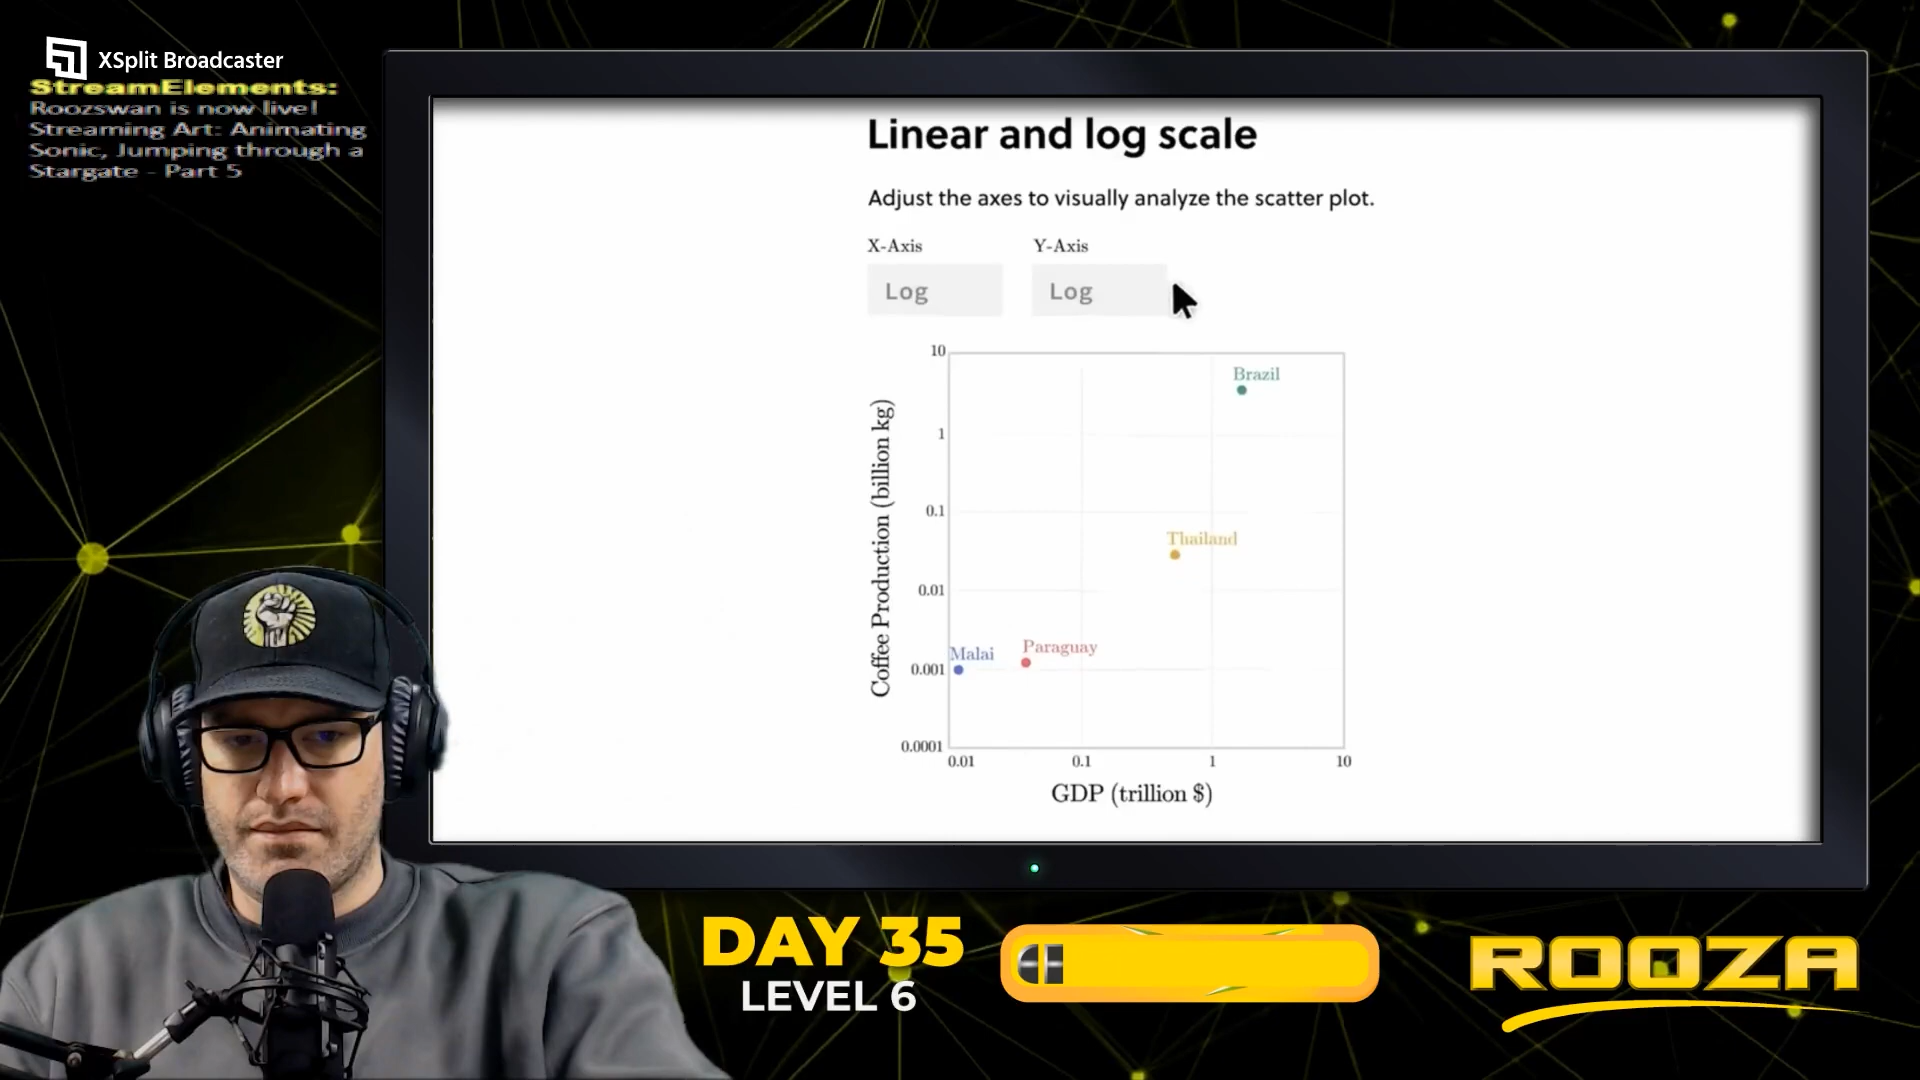 XSplit Broadcaster
StreamElements:
Roozswan is now live!
Streaming Art: Animating
Sonic, Jumping through a
Stargate - Part 5
Linear and log scale
Adjust the axes to visually analyze the scatter plot.
X-Axis
Y-Axis
Log
Log
10
1
0.1
0.01
0.001
0.0001
Coffee Production (billion kg)
Brazil
Thailand
Malai
Paraguay
0.01
0.1
1
10
GDP (trillion $)
DAY 35
LEVEL 6
ROOZA